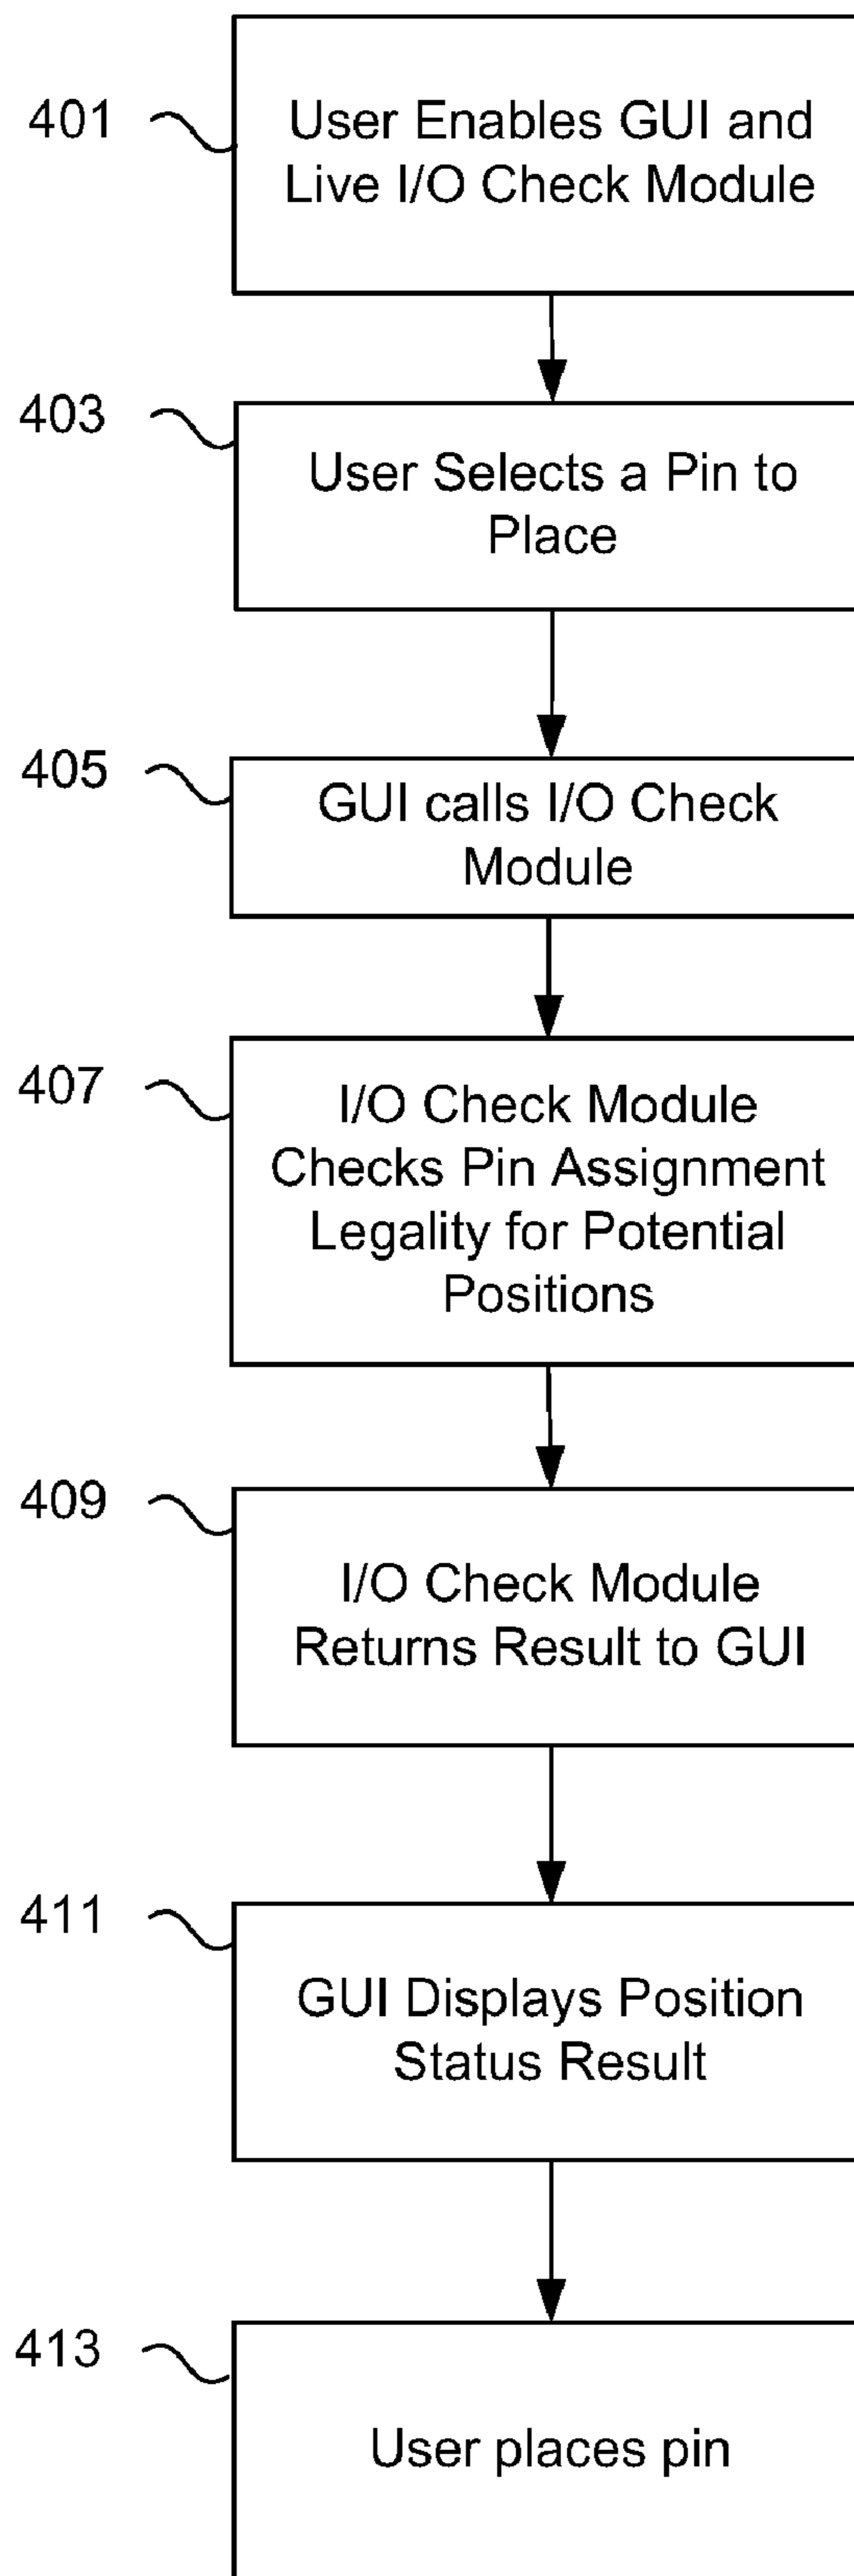 401
User Enables GUI and
Live I/O Check Module
403
User Selects a Pin to
Place
405
GUI calls I/O Check
Module
407
I/O Check Module
Checks Pin Assignment
Legality for Potential
Positions
409
I/O Check Module
Returns Result to GUI
411
GUI Displays Position
Status Result
413
User places pin